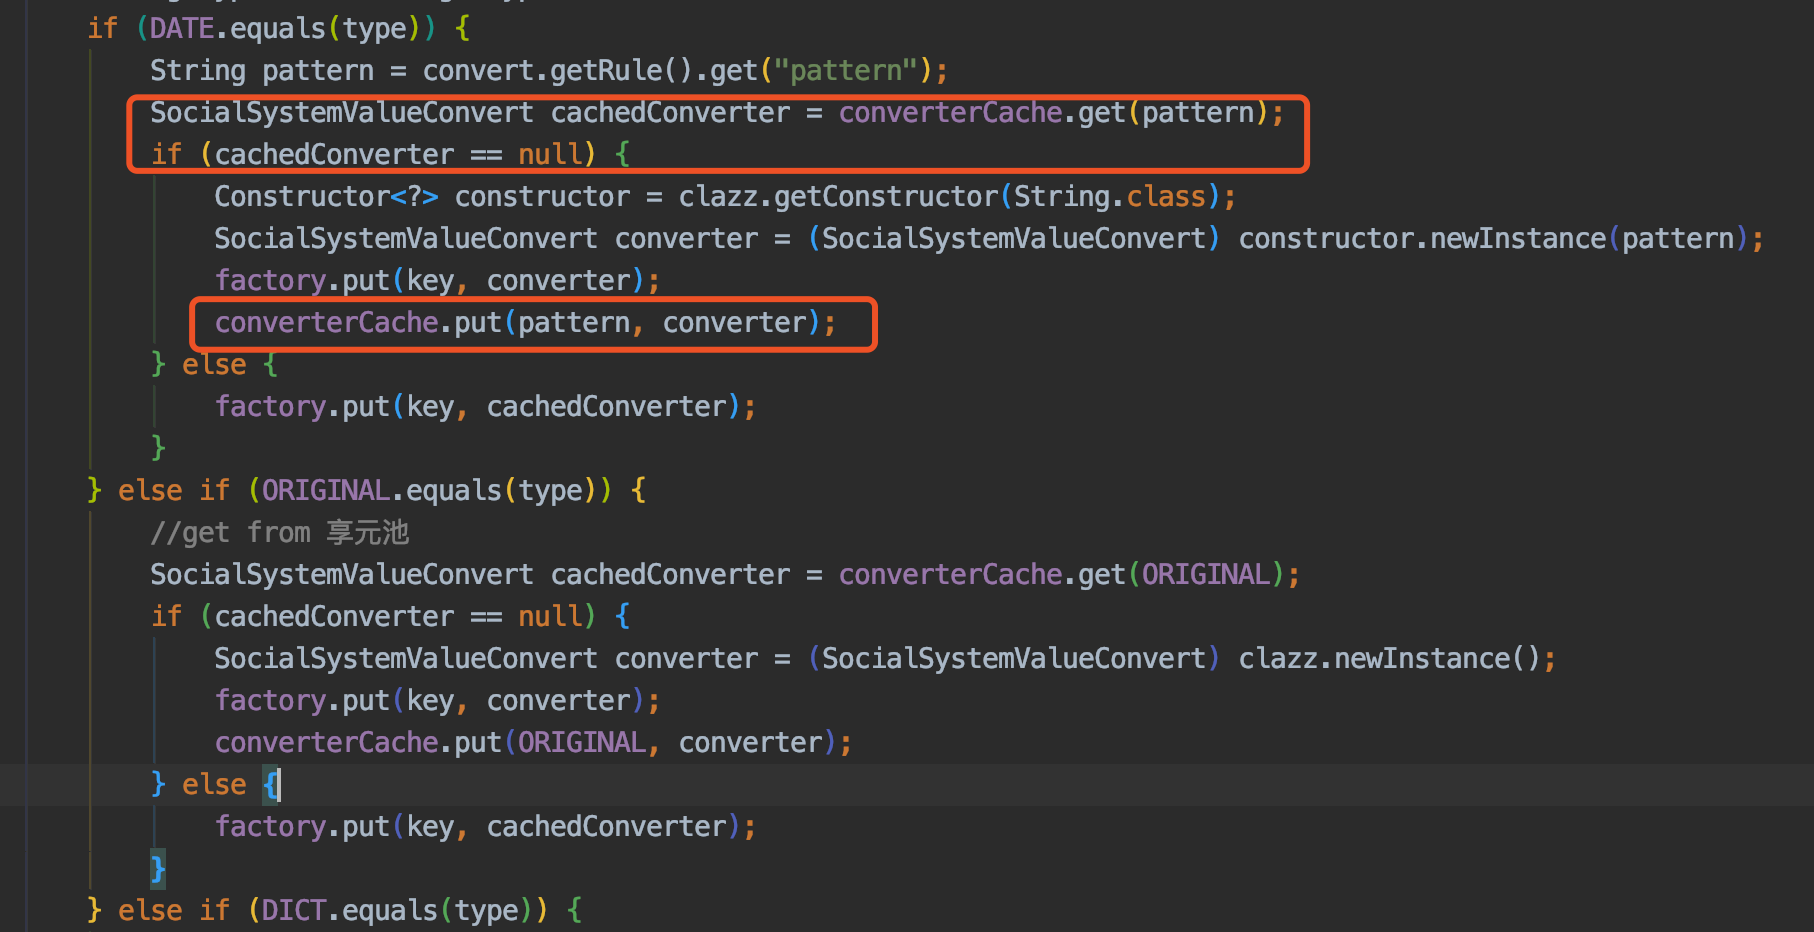 if (DATE.equals(type)) {
String pattern = convert.getRule().get("pattern");
SocialSystemValueConvert cachedConverter = converterCache.get(pattern);
if (cachedConverter == null) {
Constructor<?> constructor = clazz.getConstructor(String.class);
SocialSystemValueConvert converter = (SocialSystemValueConvert) constructor.newInstance(pattern);
factory.put(key, converter);
converterCache.put(pattern, converter);
} else {
factory.put(key, cachedConverter);
}
} else if (ORIGINAL.equals(type)) {
//get from 享元池
SocialSystemValueConvert cachedConverter = converterCache.get(ORIGINAL);
if (cachedConverter == null) {
SocialSystemValueConvert converter = (SocialSystemValueConvert) clazz.newInstance();
factory.put(key, converter);
converterCache.put(ORIGINAL, converter);
} else {
factory.put(key, cachedConverter);
}
} else if (DICT.equals(type)) {